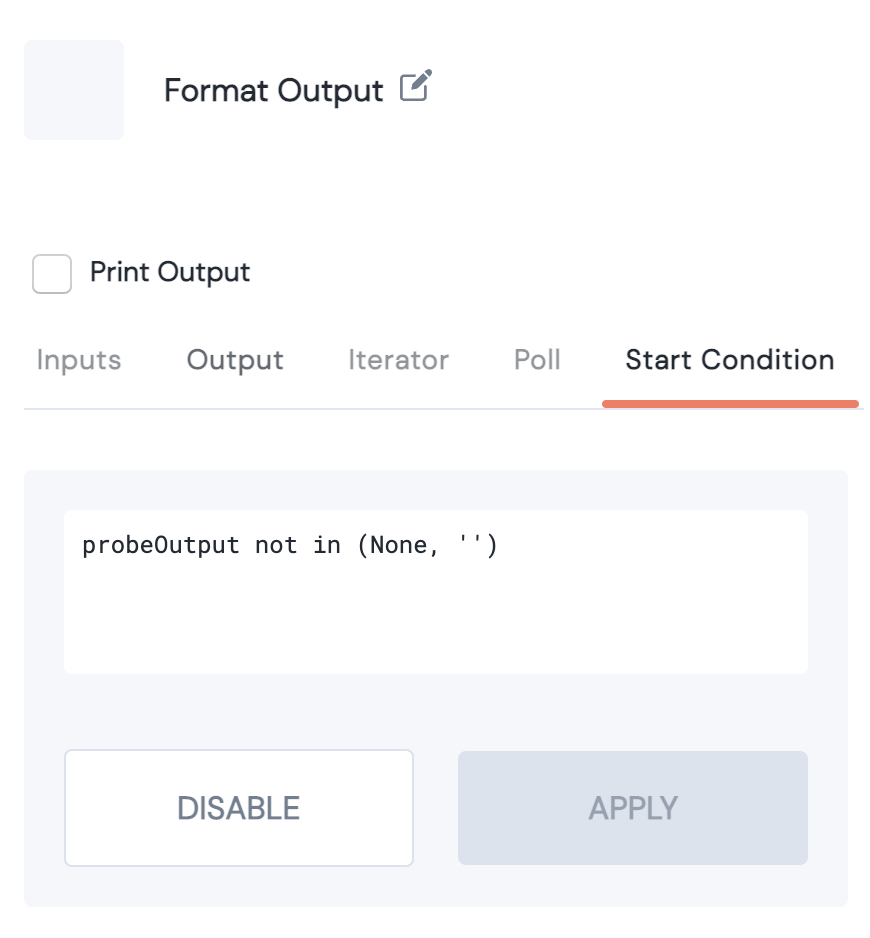 Format Output
Print Output
Inputs Output Iterator Poll Start Condition
probeOutput not in (None, '')
DISABLE APPLY